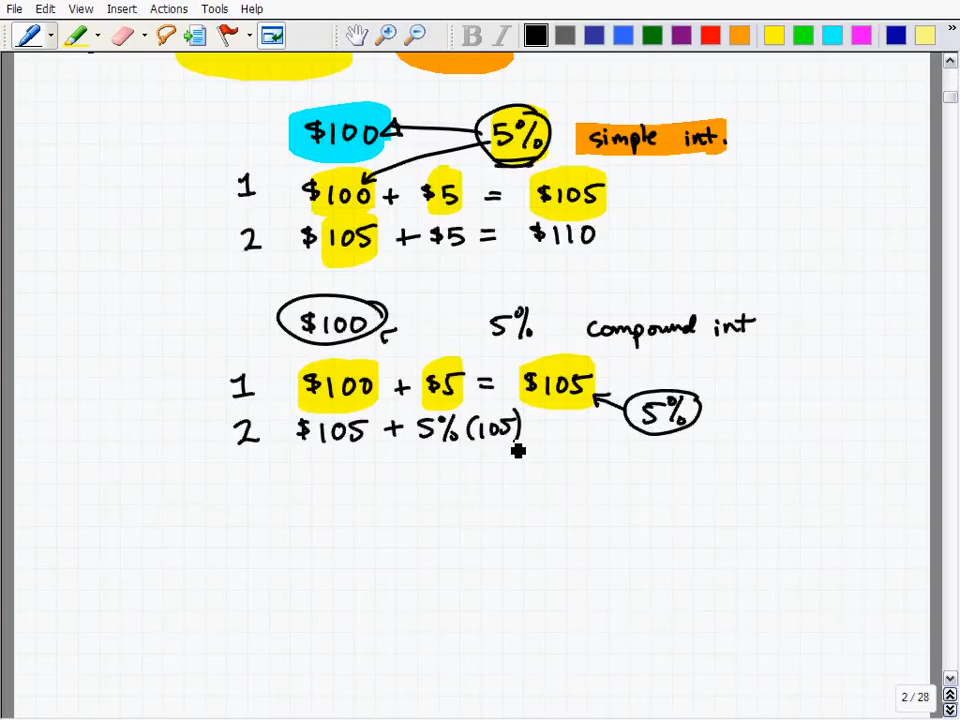 File Edit View Insert Actions Tools Help
B I »
$100 5% simple int.
1 $100 + $5 = $105
2 $105 + $5 = $110
$100 5% compound int
1 $100 + $5 = $105
5%
2 $105 + 5%(105)
2 / 28